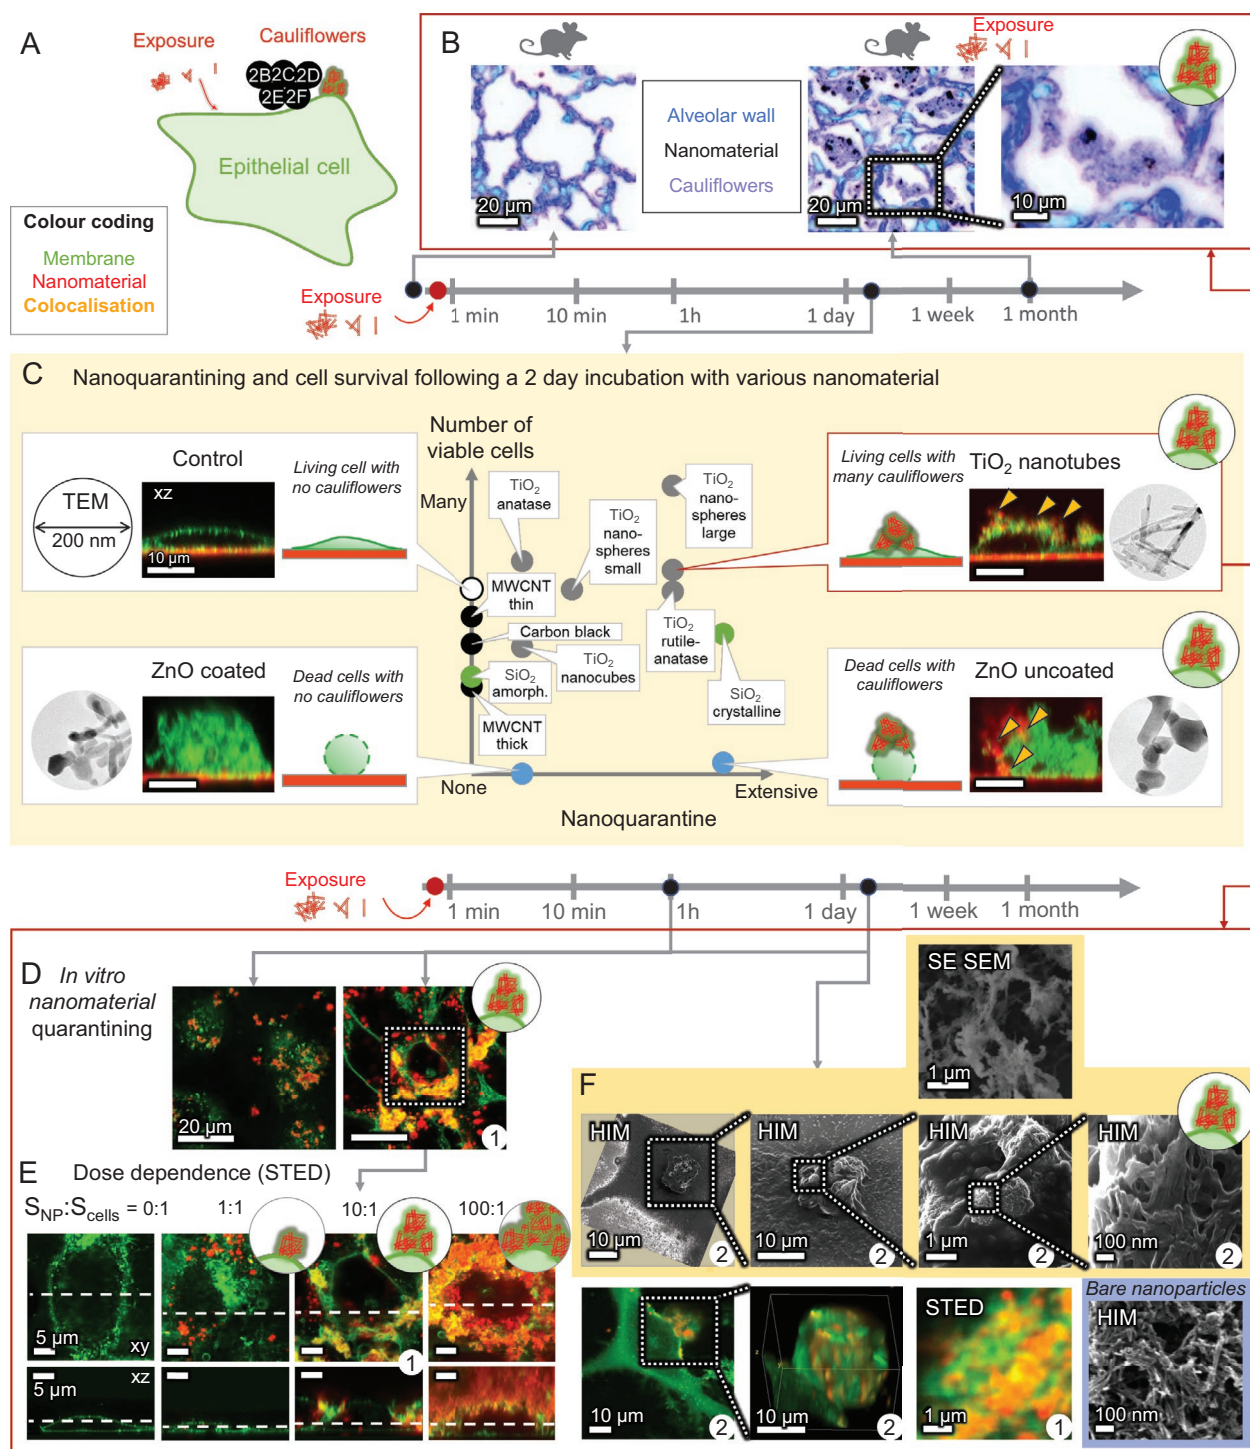 A
Exposure
Cauliflowers
2B2C2D
2E2F
Epithelial cell
Colour coding
Membrane
Nanomaterial
Colocalisation
B
Exposure
Alveolar wall
Nanomaterial
Cauliflowers
20 µm
20 µm
10 µm
Exposure
1 min
10 min
1h
1 day
1 week
1 month
C
Nanoquarantining and cell survival following a 2 day incubation with various nanomaterial
Number of
viable cells
Many
None
Extensive
Nanoquarantine
Control
TEM
200 nm
xz
10 µm
Living cell with
no cauliflowers
TiO₂
anatase
TiO₂
nano-
spheres
small
TiO₂
nano-
spheres
large
MWCNT
thin
Carbon black
TiO₂
nanocubes
TiO₂
rutile-
anatase
SiO₂
amorph.
MWCNT
thick
SiO₂
crystalline
Living cells with
many cauliflowers
TiO₂ nanotubes
ZnO coated
Dead cells with
no cauliflowers
Dead cells with
cauliflowers
ZnO uncoated
Exposure
1 min
10 min
1h
1 day
1 week
1 month
D
In vitro
nanomaterial
quarantining
20 µm
1
E
Dose dependence (STED)
S_NP:S_cells = 0:1
1:1
10:1
100:1
5 µm
xy
1
5 µm
xz
F
SE SEM
1 µm
HIM
10 µm
2
HIM
10 µm
2
HIM
1 µm
2
HIM
100 nm
2
10 µm
2
z
y
10 µm
2
STED
1 µm
1
Bare nanoparticles
HIM
100 nm